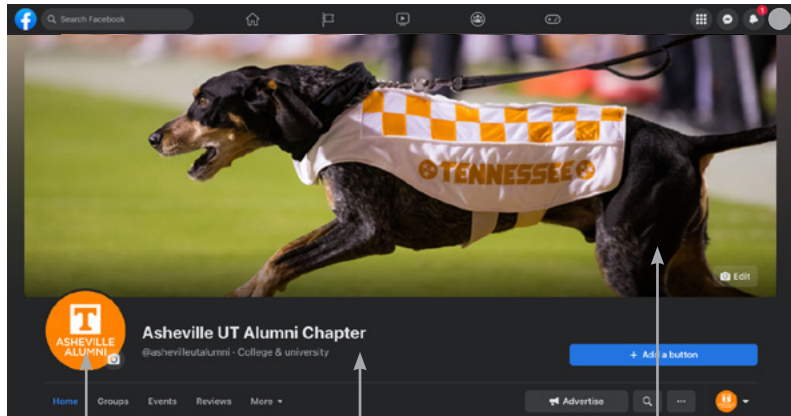 Search Facebook
1
TENNESSEE
Edit
T
ASHEVILLE
ALUMNI
Asheville UT Alumni Chapter
@ashevilleutalumni · College & university
+ Add a button
Home Groups Events Reviews More
Advertise